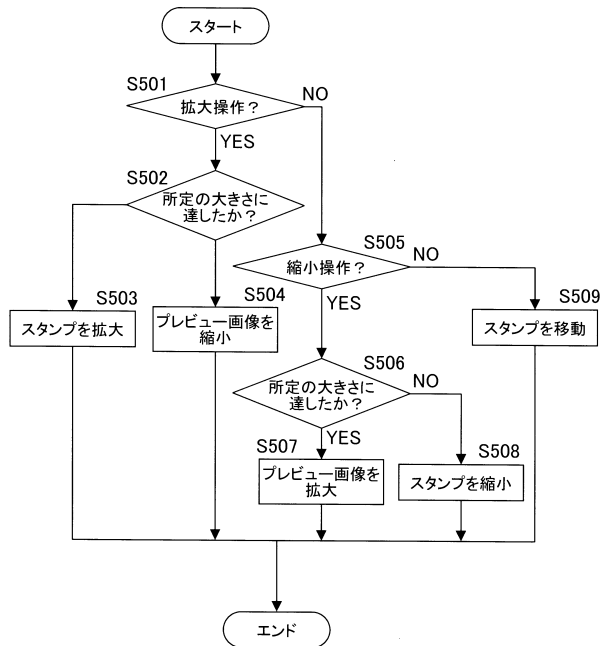 スタート
S501
拡大操作？
NO
YES
S502
所定の大きさに
達したか？
S505
縮小操作？
NO
S503
スタンプを拡大
S504
プレビュー画像を
縮小
YES
S509
スタンプを移動
S506
所定の大きさに
達したか？
NO
YES
S507
プレビュー画像を
拡大
S508
スタンプを縮小
エンド